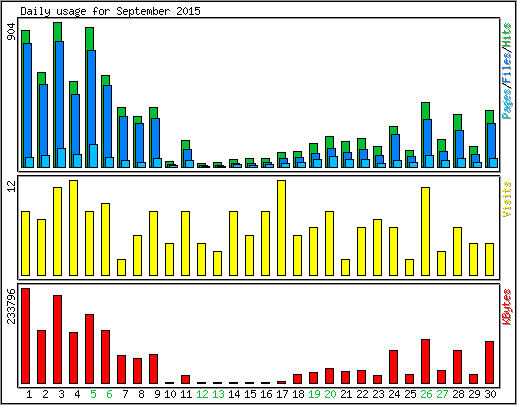 Daily usage for September 2015
904
Pages/Files/Hits
12
Visits
233796
KBytes
1 2 3 4 5 6 7 8 9 10 11 12 13 14 15 16 17 18 19 20 21 22 23 24 25 26 27 28 29 30